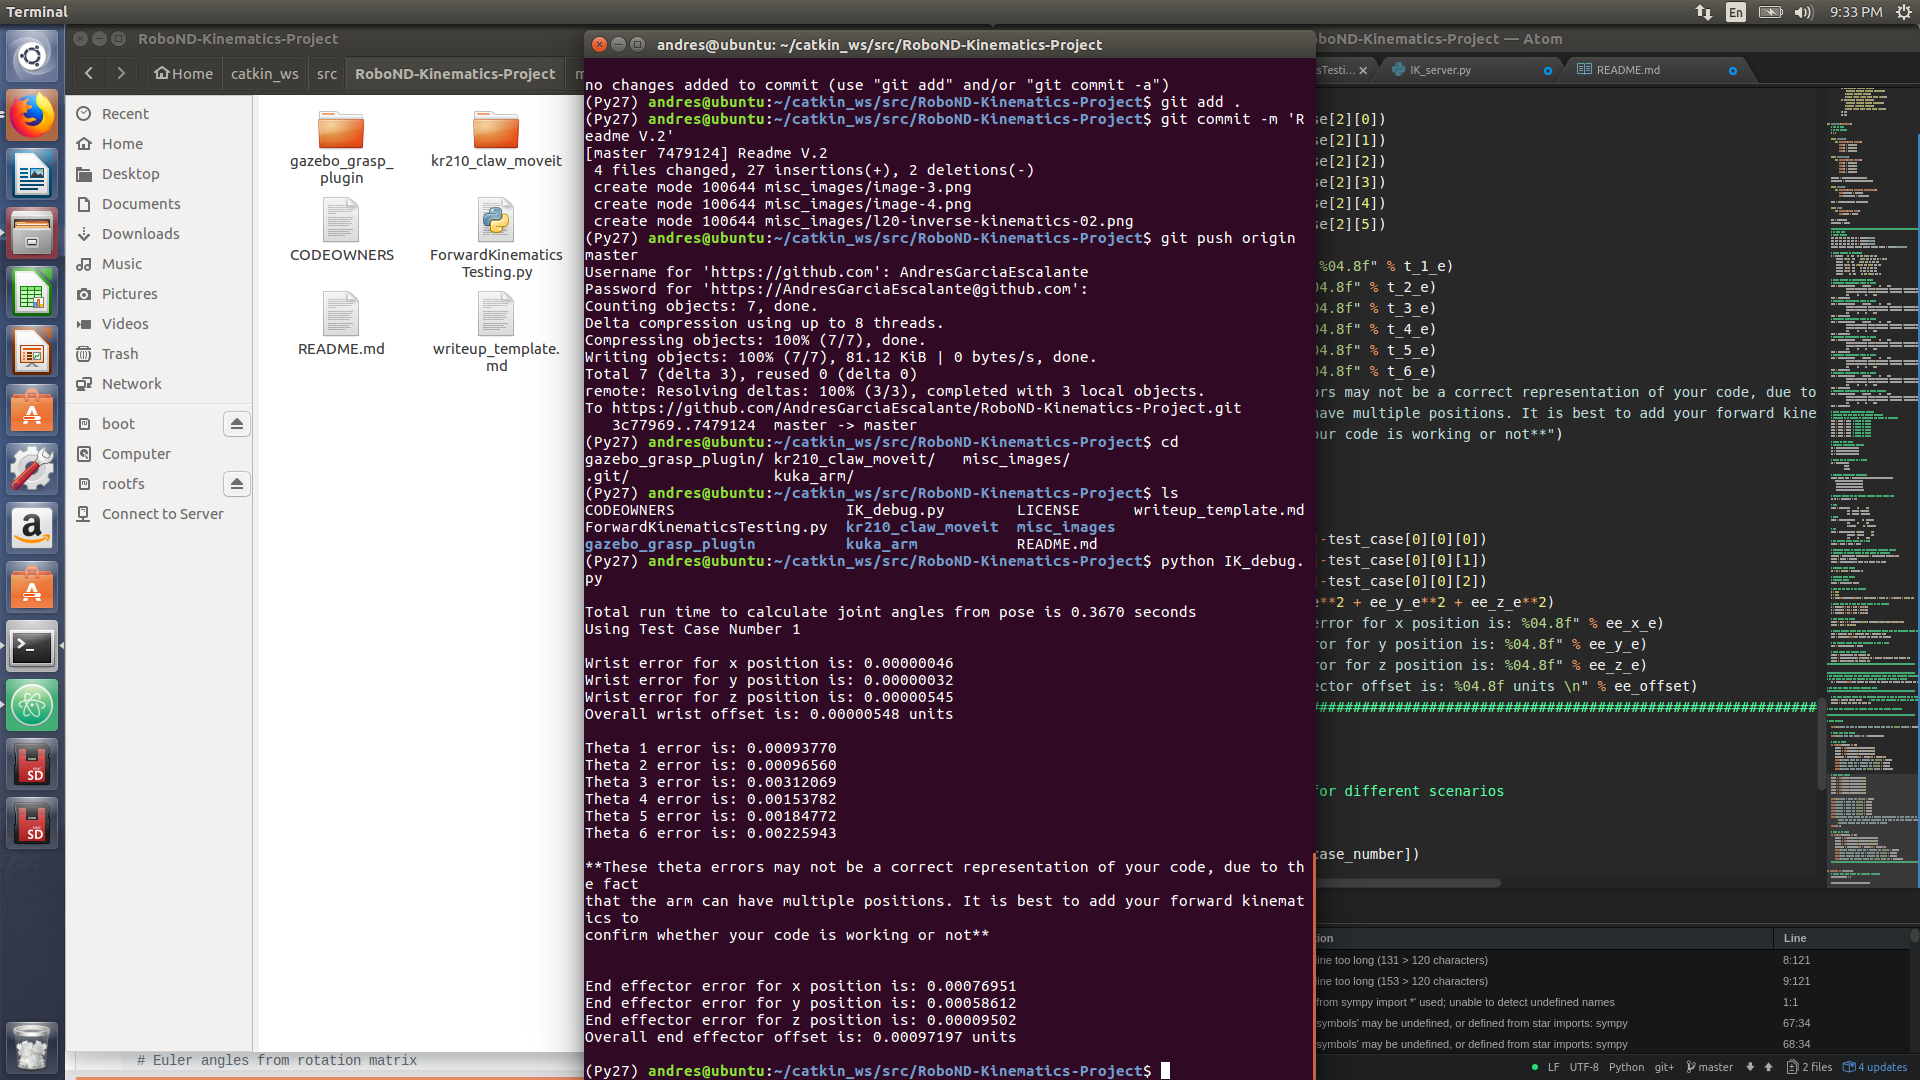 Terminal
En
9:33 PM
RoboND-Kinematics-Project
Home
catkin_ws
src
RoboND-Kinematics-Project
Recent
Home
Desktop
Documents
Downloads
Music
Pictures
Videos
Trash
Network
boot
Computer
rootfs
Connect to Server
gazebo_grasp_
plugin
kr210_claw_moveit
CODEOWNERS
ForwardKinematics
Testing.py
README.md
writeup_template.
md
# Euler angles from rotation matrix
andres@ubuntu: ~/catkin_ws/src/RoboND-Kinematics-Project
no changes added to commit (use "git add" and/or "git commit -a")
(Py27) andres@ubuntu:~/catkin_ws/src/RoboND-Kinematics-Project$ git add .
(Py27) andres@ubuntu:~/catkin_ws/src/RoboND-Kinematics-Project$ git commit -m 'R
eadme V.2'
[master 7479124] Readme V.2
4 files changed, 27 insertions(+), 2 deletions(-)
create mode 100644 misc_images/image-3.png
create mode 100644 misc_images/image-4.png
create mode 100644 misc_images/l20-inverse-kinematics-02.png
(Py27) andres@ubuntu:~/catkin_ws/src/RoboND-Kinematics-Project$ git push origin
master
Username for 'https://github.com': AndresGarciaEscalante
Password for 'https://AndresGarciaEscalante@github.com':
Counting objects: 7, done.
Delta compression using up to 8 threads.
Compressing objects: 100% (7/7), done.
Writing objects: 100% (7/7), 81.12 KiB | 0 bytes/s, done.
Total 7 (delta 3), reused 0 (delta 0)
remote: Resolving deltas: 100% (3/3), completed with 3 local objects.
To https://github.com/AndresGarciaEscalante/RoboND-Kinematics-Project.git
3c77969..7479124  master -> master
(Py27) andres@ubuntu:~/catkin_ws/src/RoboND-Kinematics-Project$ cd
gazebo_grasp_plugin/ kr210_claw_moveit/   misc_images/
.git/                kuka_arm/
(Py27) andres@ubuntu:~/catkin_ws/src/RoboND-Kinematics-Project$ ls
CODEOWNERS                   IK_debug.py        LICENSE      writeup_template.md
ForwardKinematicsTesting.py  kr210_claw_moveit  misc_images
gazebo_grasp_plugin          kuka_arm           README.md
(Py27) andres@ubuntu:~/catkin_ws/src/RoboND-Kinematics-Project$ python IK_debug.
py
Total run time to calculate joint angles from pose is 0.3670 seconds
Using Test Case Number 1
Wrist error for x position is: 0.00000046
Wrist error for y position is: 0.00000032
Wrist error for z position is: 0.00000545
Overall wrist offset is: 0.00000548 units
Theta 1 error is: 0.00093770
Theta 2 error is: 0.00096560
Theta 3 error is: 0.00312069
Theta 4 error is: 0.00153782
Theta 5 error is: 0.00184772
Theta 6 error is: 0.00225943
**These theta errors may not be a correct representation of your code, due to th
e fact
that the arm can have multiple positions. It is best to add your forward kinemat
ics to
confirm whether your code is working or not**
End effector error for x position is: 0.00076951
End effector error for y position is: 0.00058612
End effector error for z position is: 0.00009502
Overall end effector offset is: 0.00097197 units
(Py27) andres@ubuntu:~/catkin_ws/src/RoboND-Kinematics-Project$
oboND-Kinematics-Project — Atom
sTesti...
IK_server.py
README.md
se[2][0])
se[2][1])
se[2][2])
se[2][3])
se[2][4])
se[2][5])
%04.8f" % t_1_e)
04.8f" % t_2_e)
04.8f" % t_3_e)
04.8f" % t_4_e)
04.8f" % t_5_e)
04.8f" % t_6_e)
ors may not be a correct representation of your code, due to
have multiple positions. It is best to add your forward kine
our code is working or not**")
]-test_case[0][0][0])
]-test_case[0][0][1])
]-test_case[0][0][2])
e**2 + ee_y_e**2 + ee_z_e**2)
error for x position is: %04.8f" % ee_x_e)
ror for y position is: %04.8f" % ee_y_e)
ror for z position is: %04.8f" % ee_z_e)
ector offset is: %04.8f units \n" % ee_offset)
############################################################
for different scenarios
case_number])
tion
Line
line too long (131 > 120 characters)
8:121
line too long (153 > 120 characters)
9:121
'from sympy import *' used; unable to detect undefined names
1:1
'symbols' may be undefined, or defined from star imports: sympy
67:34
'symbols' may be undefined, or defined from star imports: sympy
68:34
LF
UTF-8
Python
git+
master
2 files
4 updates